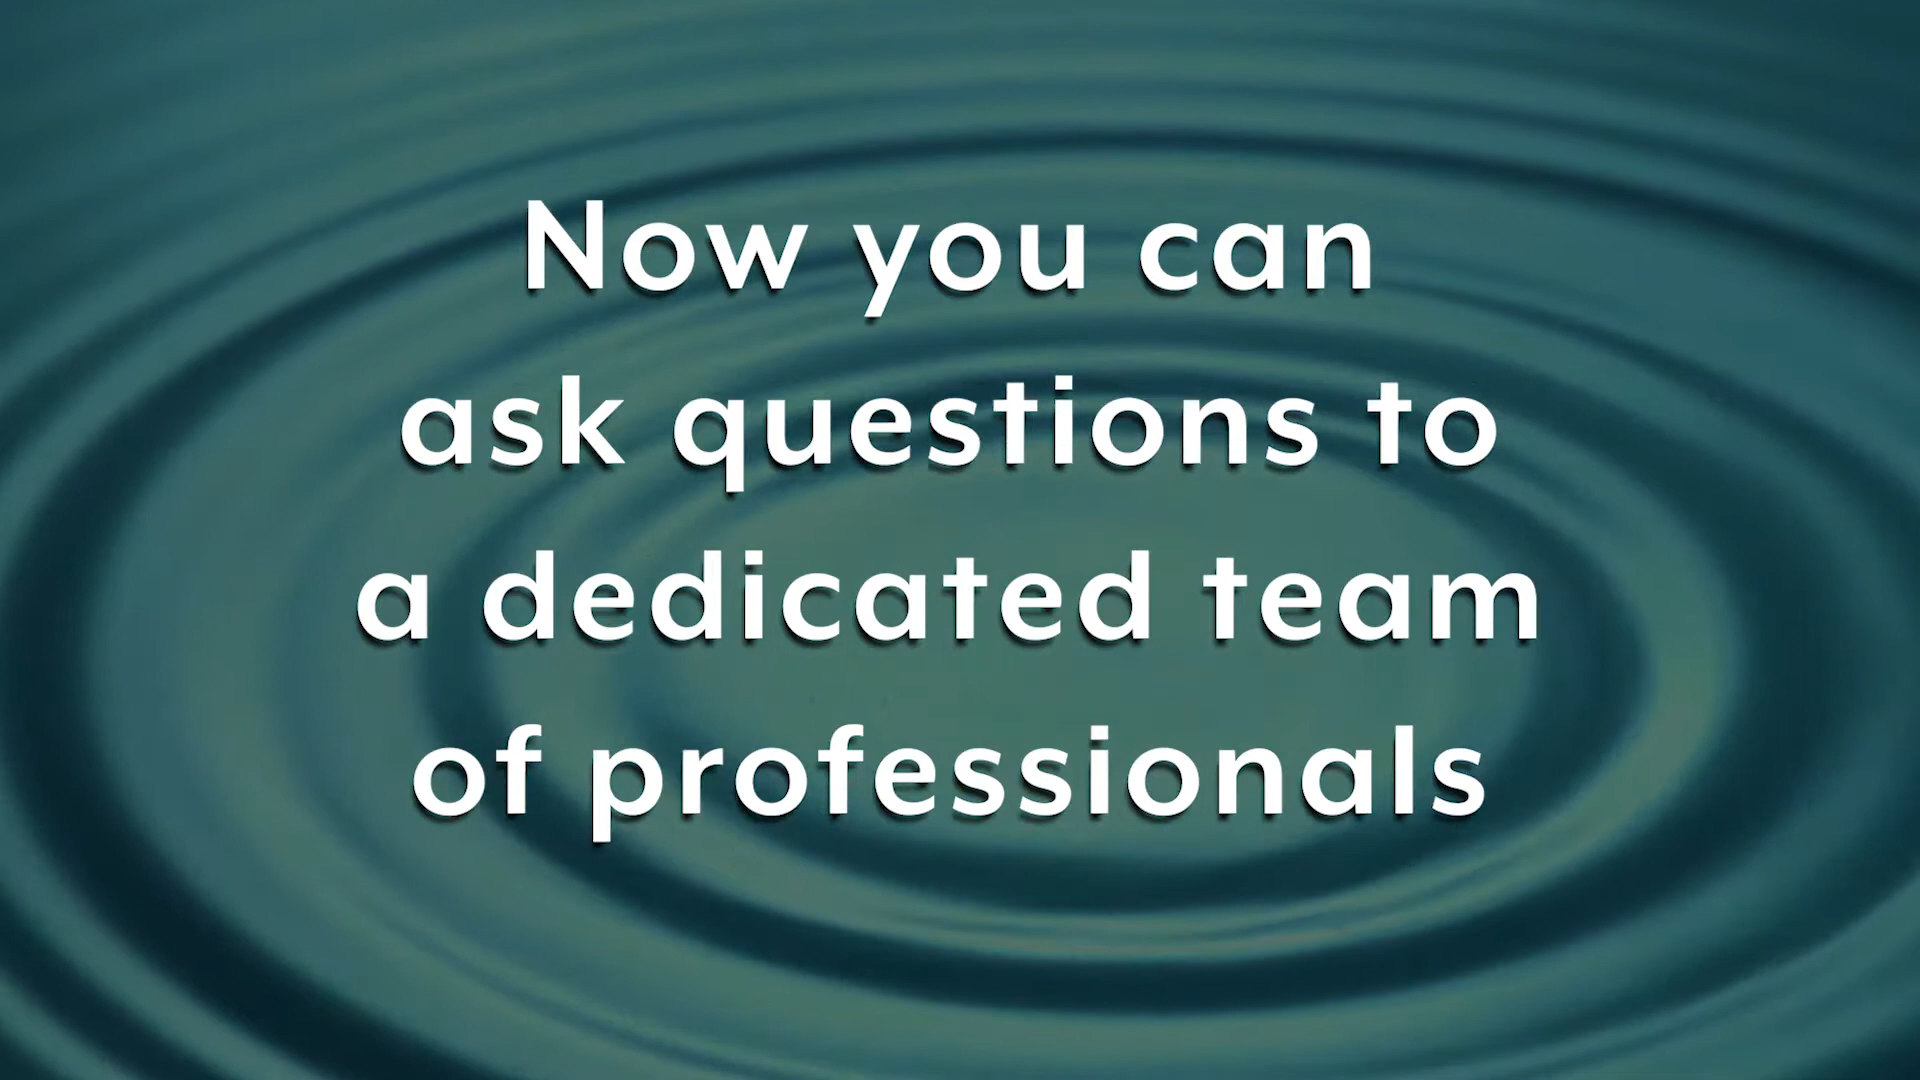 Now you can
ask questions to
a dedicated team
of professionals